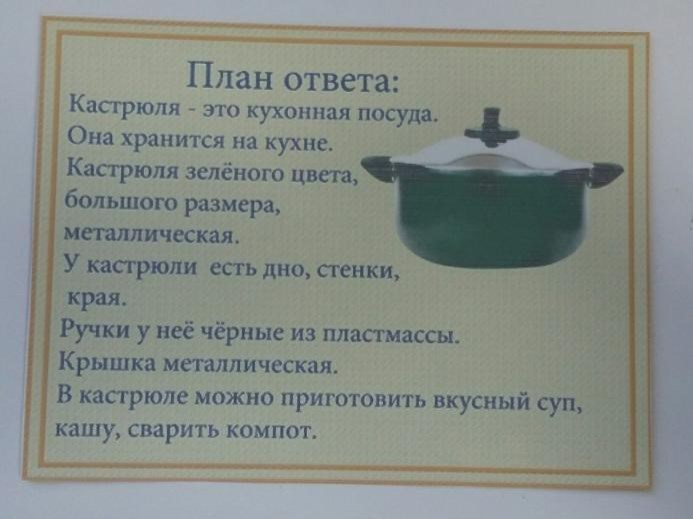 План ответа:
Кастрюля - это кухонная посуда.
Она хранится на кухне.
Кастрюля зелёного цвета,
большого размера,
металлическая.
У кастрюли есть дно, стенки,
края.
Ручки у неё чёрные из пластмассы.
Крышка металлическая.
В кастрюле можно приготовить вкусный суп,
кашу, сварить компот.